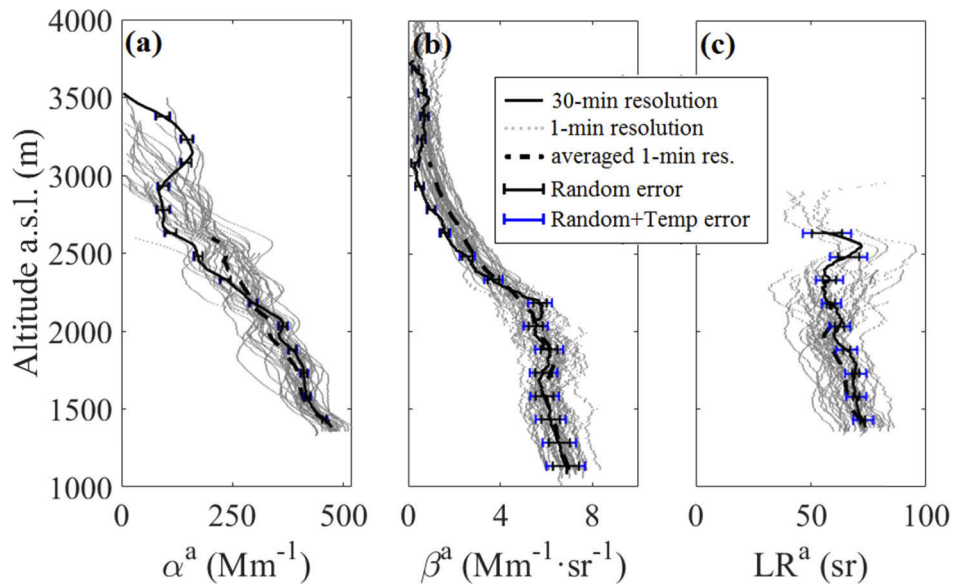 (a)
(b)
(c)
4000
3500
3000
2500
2000
1500
1000
Altitude a.s.l. (m)
30-min resolution
1-min resolution
averaged 1-min res.
Random error
Random+Temp error
0 250 500
0 4 8
0 50 100
αᵃ (Mm⁻¹)
βᵃ (Mm⁻¹·sr⁻¹)
LRᵃ (sr)